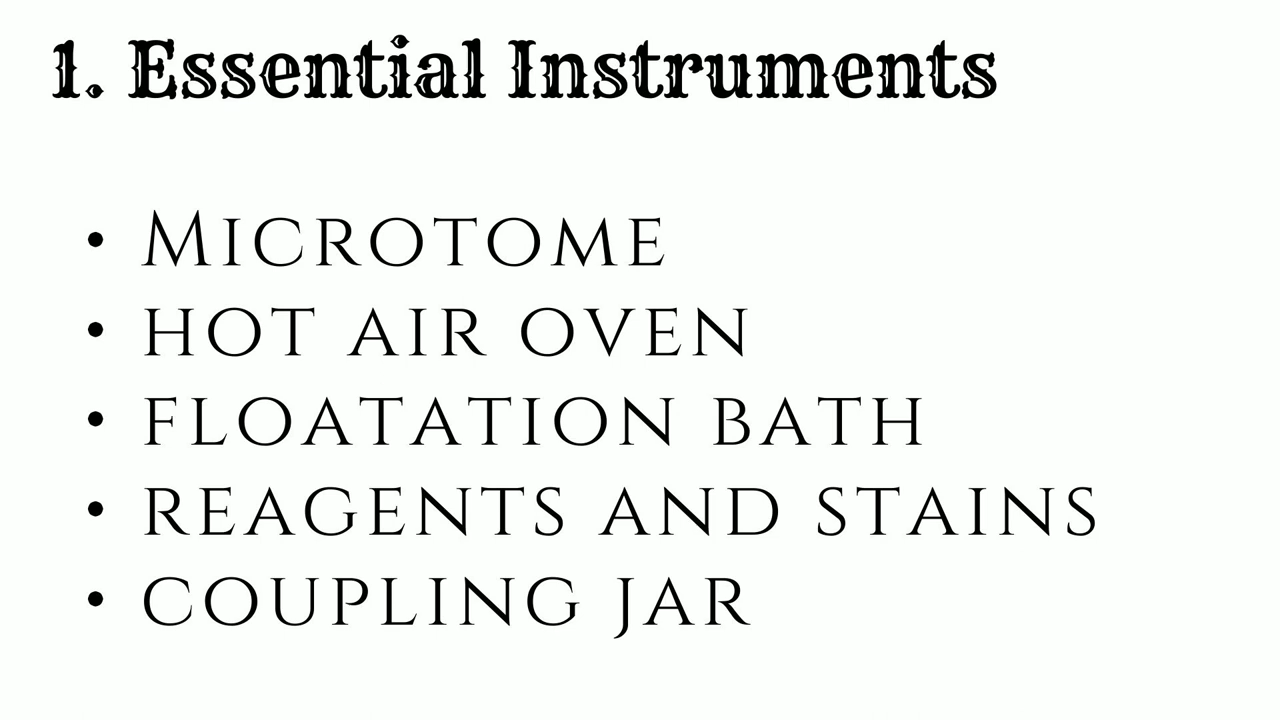 1. Essential Instruments
• Microtome
• hot air oven
• floatation bath
• reagents and stains
• coupling jar